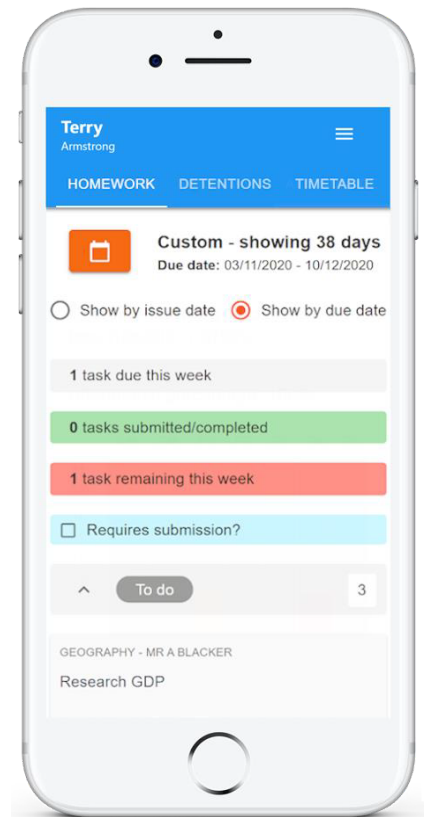 Terry
Armstrong
HOMEWORK DETENTIONS TIMETABLE
Custom - showing 38 days
Due date: 03/11/2020 - 10/12/2020
Show by issue date Show by due date
1 task due this week
0 tasks submitted/completed
1 task remaining this week
Requires submission?
To do 3
GEOGRAPHY - MR A BLACKER
Research GDP